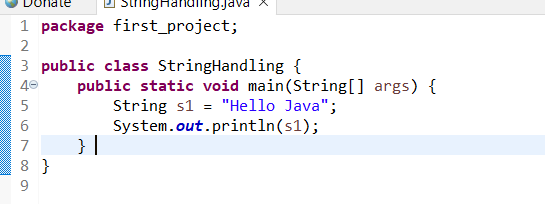 Donate StringHandling.java
1 package first_project;
2
3 public class StringHandling {
4 public static void main(String[] args) {
5 String s1 = "Hello Java";
6 System.out.println(s1);
7 }
8 }
9